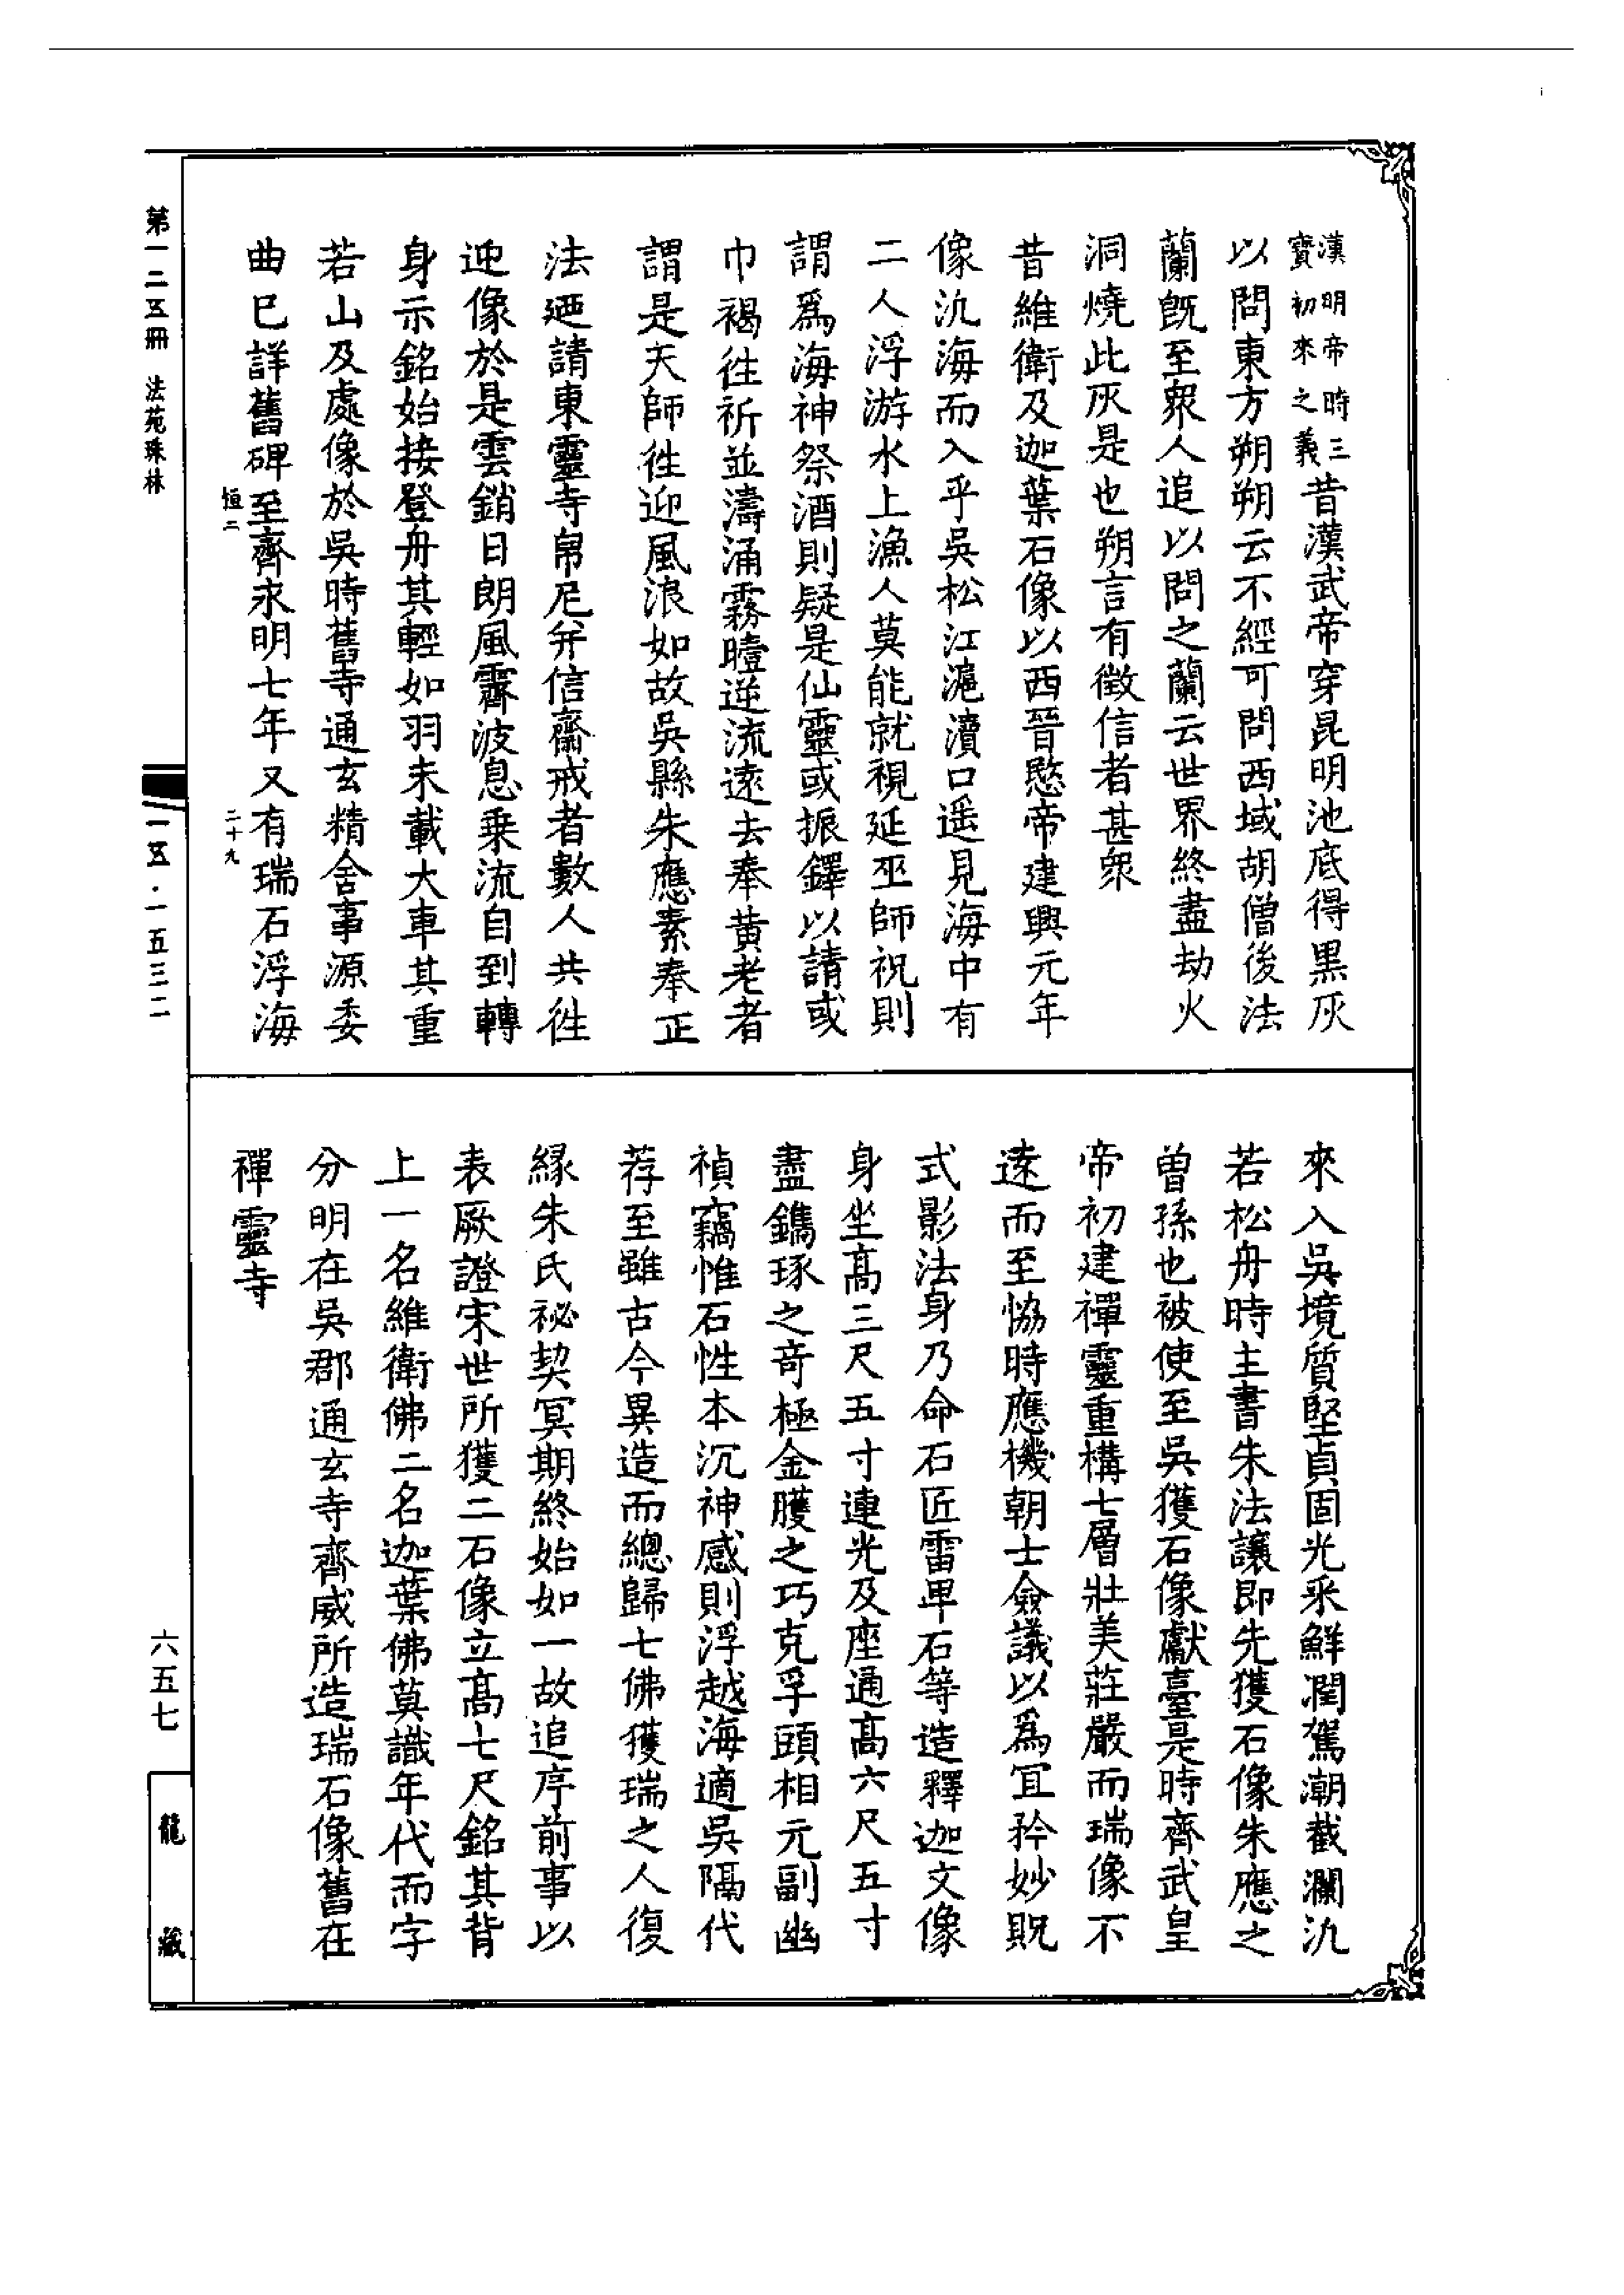 漢明帝時三
寶初來之義
昔漢武帝穿昆明池底得黑灰
以問東方朔朔云不經可問西域胡僧後法
蘭旣至衆人追以問之蘭云世界終盡劫火
洞燒此灰是也朔言有徵信者甚衆
昔維衛及迦葉石像以西晉愍帝建興元年
像汎海而入乎吳松江滬瀆口遥見海中有
二人浮游水上漁人莫能就視延巫師祝則
謂爲海神祭酒則疑是仙靈或振鐸以請或
巾褐徃祈並濤涌霧曀逆流遠去奉黄老者
謂是天師徃迎風浪如故吳縣朱應素奉正
法廼請東靈寺帛尼并信齋戒者數人共徃
迎像於是雲銷日朗風霽波息乗流自到轉
身示銘始接登舟其輕如羽未載大車其重
若山及處像於吳時舊寺通玄精舍事源委
曲已詳舊碑至齊永明七年又有瑞石浮海
來入吳境質堅貞固光采鮮潤駕潮截瀾汎
若松舟時主書朱法讓即先獲石像朱應之
曾孫也被使至吳獲石像獻臺是時齊武皇
帝初建禪靈重構七層壯美莊嚴而瑞像不
遠而至恊時應機朝士僉議以爲冝矜妙貺
式影法身乃命石匠雷卑石等造釋迦文像
身坐髙三尺五寸連光及座通髙六尺五寸
盡鐫琢之竒極金雘之巧克孚頭相元副幽
禎竊惟石性本沉神感則浮越海適吳隔代
荐至雖古今異造而總歸七佛獲瑞之人復
緣朱氏祕契冥期終始如一故追序前事以
表厥證宋世所獲二石像立髙七尺銘其背
上一名維衛佛二名迦葉佛莫識年代而字
分明在吳郡通玄寺齊威所造瑞石像舊在
禪靈寺
恒二
二十九
第一二五冊 法苑珠林
一五·一五三二
六五七
龍藏